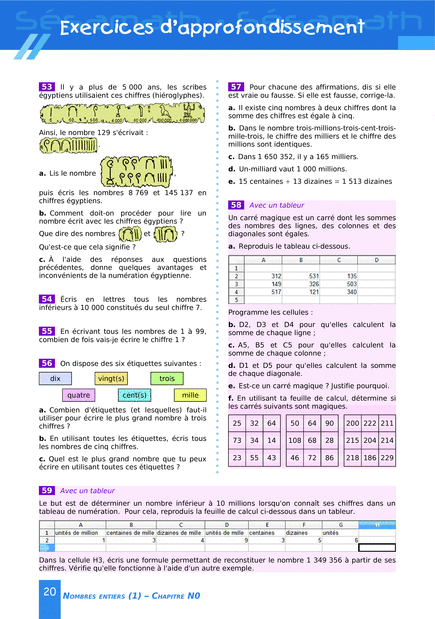 Exercices d'approfondissement
53 Il y a plus de 5 000 ans, les scribes
égyptiens utilisaient ces chiffres (hiéroglyphes).
Ainsi, le nombre 129 s'écrivait :
a. Lis le nombre
puis écris les nombres 8 769 et 145 137 en
chiffres égyptiens.
b. Comment doit-on procéder pour lire un
nombre écrit avec les chiffres égyptiens ?
Que dire des nombres et ?
Qu'est-ce que cela signifie ?
c. À l'aide des réponses aux questions
précédentes, donne quelques avantages et
inconvénients de la numération égyptienne.
54 Écris en lettres tous les nombres
inférieurs à 10 000 constitués du seul chiffre 7.
55 En écrivant tous les nombres de 1 à 99,
combien de fois vais-je écrire le chiffre 1 ?
56 On dispose des six étiquettes suivantes :
dix vingt(s) trois
quatre cent(s) mille
a. Combien d'étiquettes (et lesquelles) faut-il
utiliser pour écrire le plus grand nombre à trois
chiffres ?
b. En utilisant toutes les étiquettes, écris tous
les nombres de cinq chiffres.
c. Quel est le plus grand nombre que tu peux
écrire en utilisant toutes ces étiquettes ?
57 Pour chacune des affirmations, dis si elle
est vraie ou fausse. Si elle est fausse, corrige-la.
a. Il existe cinq nombres à deux chiffres dont la
somme des chiffres est égale à cinq.
b. Dans le nombre trois-millions-trois-cent-trois-
mille-trois, le chiffre des milliers et le chiffre des
millions sont identiques.
c. Dans 1 650 352, il y a 165 milliers.
d. Un-milliard vaut 1 000 millions.
e. 15 centaines + 13 dizaines = 1 513 dizaines
58 Avec un tableur
Un carré magique est un carré dont les sommes
des nombres des lignes, des colonnes et des
diagonales sont égales.
a. Reproduis le tableau ci-dessous.
A B C D
1
2 312 531 135
3 149 326 503
4 517 121 340
5
Programme les cellules :
b. D2, D3 et D4 pour qu'elles calculent la
somme de chaque ligne ;
c. A5, B5 et C5 pour qu'elles calculent la
somme de chaque colonne ;
d. D1 et D5 pour qu'elles calculent la somme
de chaque diagonale.
e. Est-ce un carré magique ? Justifie pourquoi.
f. En utilisant ta feuille de calcul, détermine si
les carrés suivants sont magiques.
25 32 64 50 64 90 200 222 211
73 34 14 108 68 28 215 204 214
23 55 43 46 72 86 218 186 229
59 Avec un tableur
Le but est de déterminer un nombre inférieur à 10 millions lorsqu'on connaît ses chiffres dans un
tableau de numération. Pour cela, reproduis la feuille de calcul ci-dessous dans un tableur.
A B C D E F G H
1 unités de million centaines de mille dizaines de mille unités de mille centaines dizaines unités
2 1 3 4 9 3 5 6
Dans la cellule H3, écris une formule permettant de reconstituer le nombre 1 349 356 à partir de ses
chiffres. Vérifie qu'elle fonctionne à l'aide d'un autre exemple.
20 Nombres entiers (1) – Chapitre N0